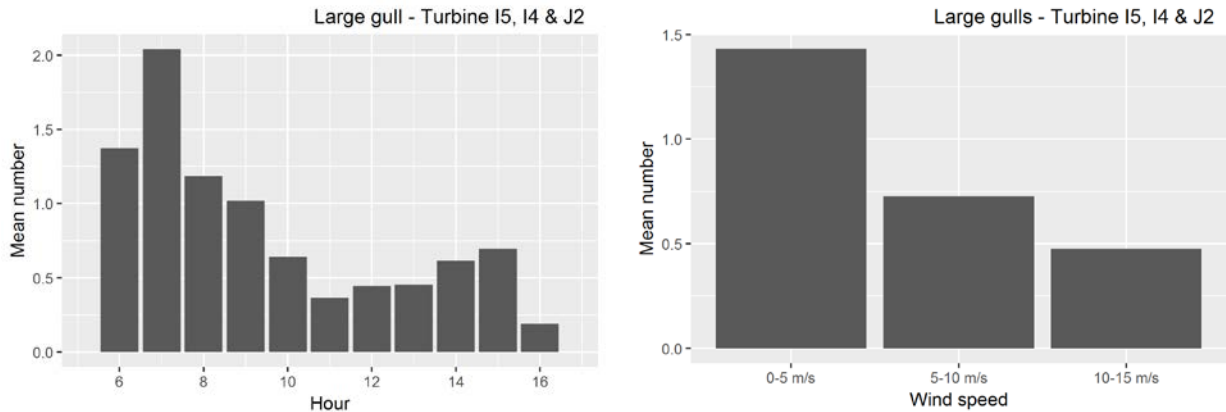 Large gull - Turbine I5, I4 & J2
Mean number
2.0
1.5
1.0
0.5
0.0
6 8 10 12 14 16
Hour
Large gulls - Turbine I5, I4 & J2
Mean number
1.5
1.0
0.5
0.0
0-5 m/s 5-10 m/s 10-15 m/s
Wind speed